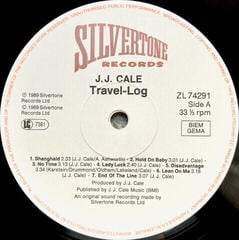 SILVERTONE
RECORDS
J.J. CALE
Travel-Log
℗ 1989 Silvertone
Records Ltd
© 1989 Silvertone
Records Ltd
7391
ZL 74291
Side A
33 ⅓ rpm
BIEM
GEMA
1. Shanghaid 2.33 (J.J. Cale/A. Ashworth) • 2. Hold On Baby 2.01 (J.J. Cale)
3. No Time 3.13 (J.J. Cale) • 4. Lady Luck 2.40 (J.J. Cale) • 5. Disadvantage
3.34 (Karstein/Drummond/Oldham/Lakeland/Cale) • 6. Lean On Me 3.18
(J.J. Cale) • 7. End Of The Line 3.07 (J.J. Cale)
Produced by J.J. Cale
Published by J.J. Cale Music (BMI)
An original sound recording made by
Silvertone Records Ltd